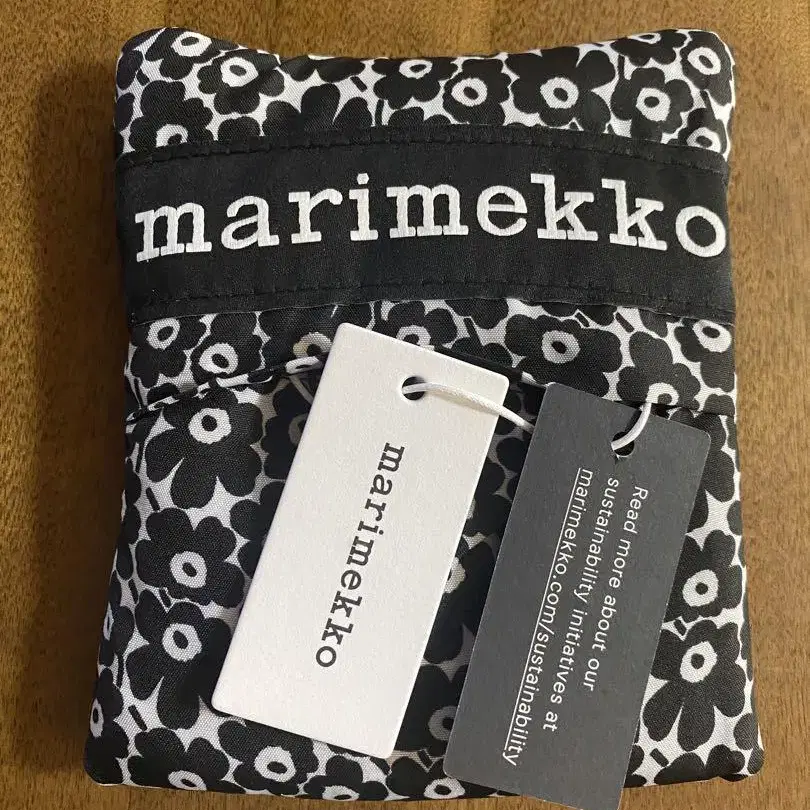 marimekko
marimekko
Read more about our
sustainability initiatives at
marimekko.com/sustainability